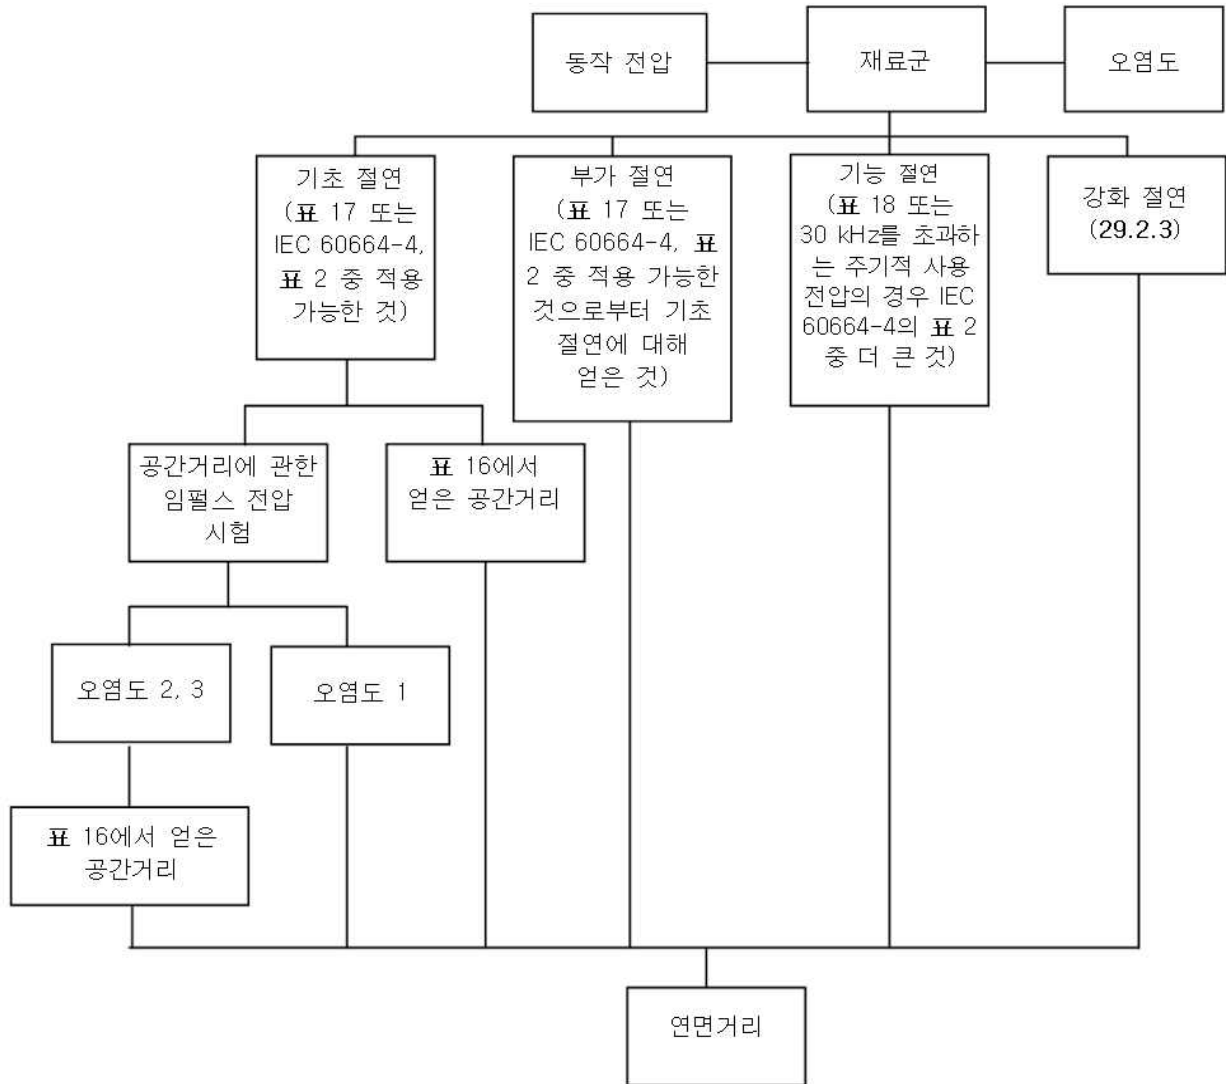 동작 전압
재료군
오염도
기초 절연
(표 17 또는
IEC 60664-4,
표 2 중 적용
가능한 것)
부가 절연
(표 17 또는
IEC 60664-4, 표
2 중 적용 가능한
것으로부터 기초
절연에 대해
얻은 것)
기능 절연
(표 18 또는
30 kHz를 초과하
는 주기적 사용
전압의 경우 IEC
60664-4의 표 2
중 더 큰 것)
강화 절연
(29.2.3)
공간거리에 관한
임펄스 전압
시험
표 16에서
얻은 공간거리
오염도 2, 3
오염도 1
표 16에서 얻은
공간거리
연면거리